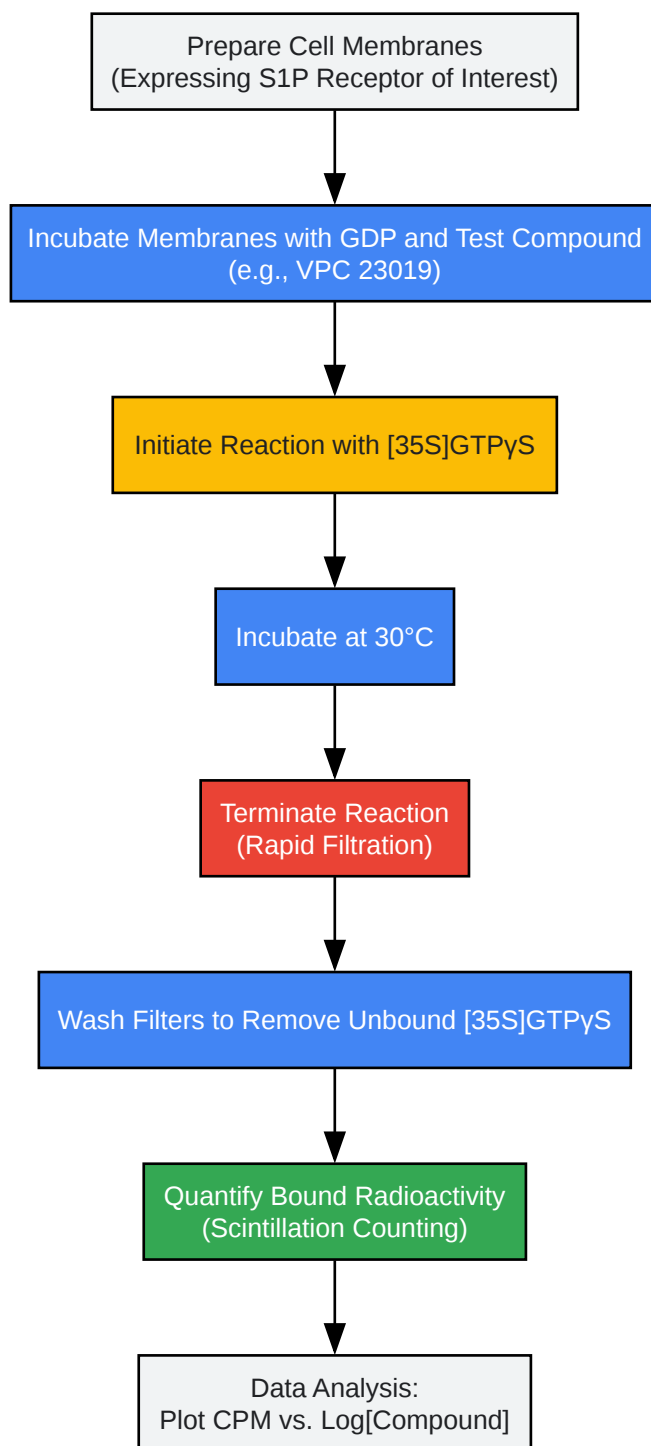 Prepare Cell Membranes
(Expressing S1P Receptor of Interest)
Incubate Membranes with GDP and Test Compound
(e.g., VPC 23019)
Initiate Reaction with [35S]GTPγS
Incubate at 30°C
Terminate Reaction
(Rapid Filtration)
Wash Filters to Remove Unbound [35S]GTPγS
Quantify Bound Radioactivity
(Scintillation Counting)
Data Analysis:
Plot CPM vs. Log[Compound]